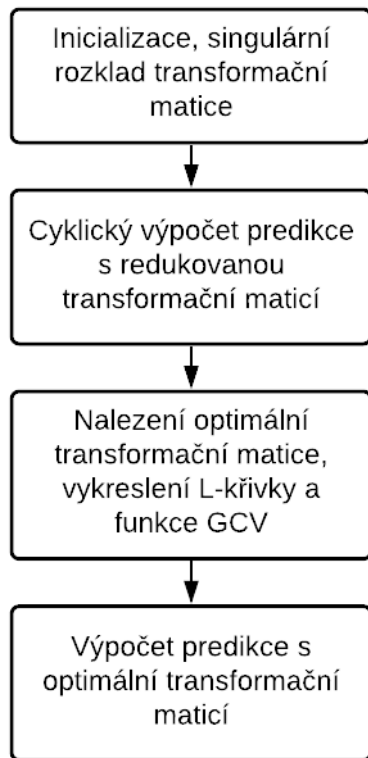 Inicializace, singulární
rozklad transformační
matice
Cyklický výpočet predikce
s redukovanou
transformační maticí
Nalezení optimální
transformační matice,
vykreslení L-křivky a
funkce GCV
Výpočet predikce s
optimální transformační
maticí